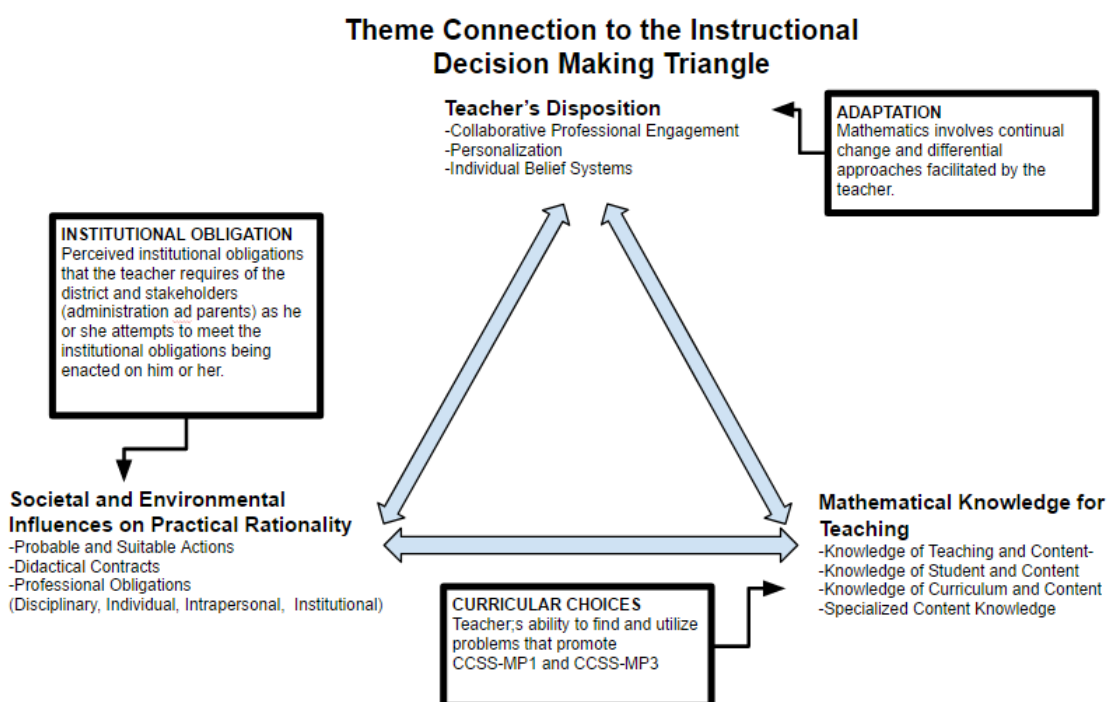 Theme Connection to the Instructional
Decision Making Triangle
Teacher's Disposition
-Collaborative Professional Engagement
-Personalization
-Individual Belief Systems
ADAPTATION
Mathematics involves continual
change and differential
approaches facilitated by the
teacher.
INSTITUTIONAL OBLIGATION
Perceived institutional obligations
that the teacher requires of the
district and stakeholders
(administration ad parents) as he
or she attempts to meet the
institutional obligations being
enacted on him or her.
Societal and Environmental
Influences on Practical Rationality
-Probable and Suitable Actions
-Didactical Contracts
-Professional Obligations
(Disciplinary, Individual, Intrapersonal,  Institutional)
Mathematical Knowledge for
Teaching
-Knowledge of Teaching and Content-
-Knowledge of Student and Content
-Knowledge of Curriculum and Content
-Specialized Content Knowledge
CURRICULAR CHOICES
Teacher;s ability to find and utilize
problems that promote
CCSS-MP1 and CCSS-MP3